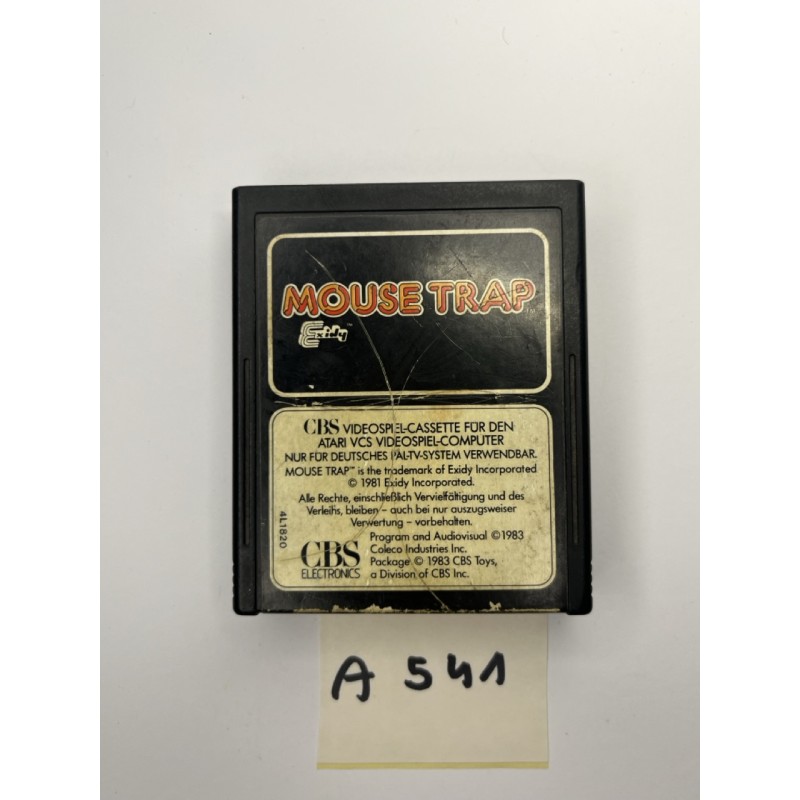 MOUSE TRAP
Exidy™
CBS VIDEOSPIEL-CASSETTE FÜR DEN
ATARI VCS VIDEOSPIEL-COMPUTER
NUR FÜR DEUTSCHES PAL-TV-SYSTEM VERWENDBAR.
MOUSE TRAP™ is the trademark of Exidy Incorporated
© 1981 Exidy Incorporated.
Alle Rechte, einschließlich Vervielfältigung und des
Verleihs, bleiben – auch bei nur auszugsweiser
Verwertung – vorbehalten.
4L1820
CBS
ELECTRONICS
Program and Audiovisual ©1983
Coleco Industries Inc.
Package © 1983 CBS Toys,
a Division of CBS Inc.
A 541